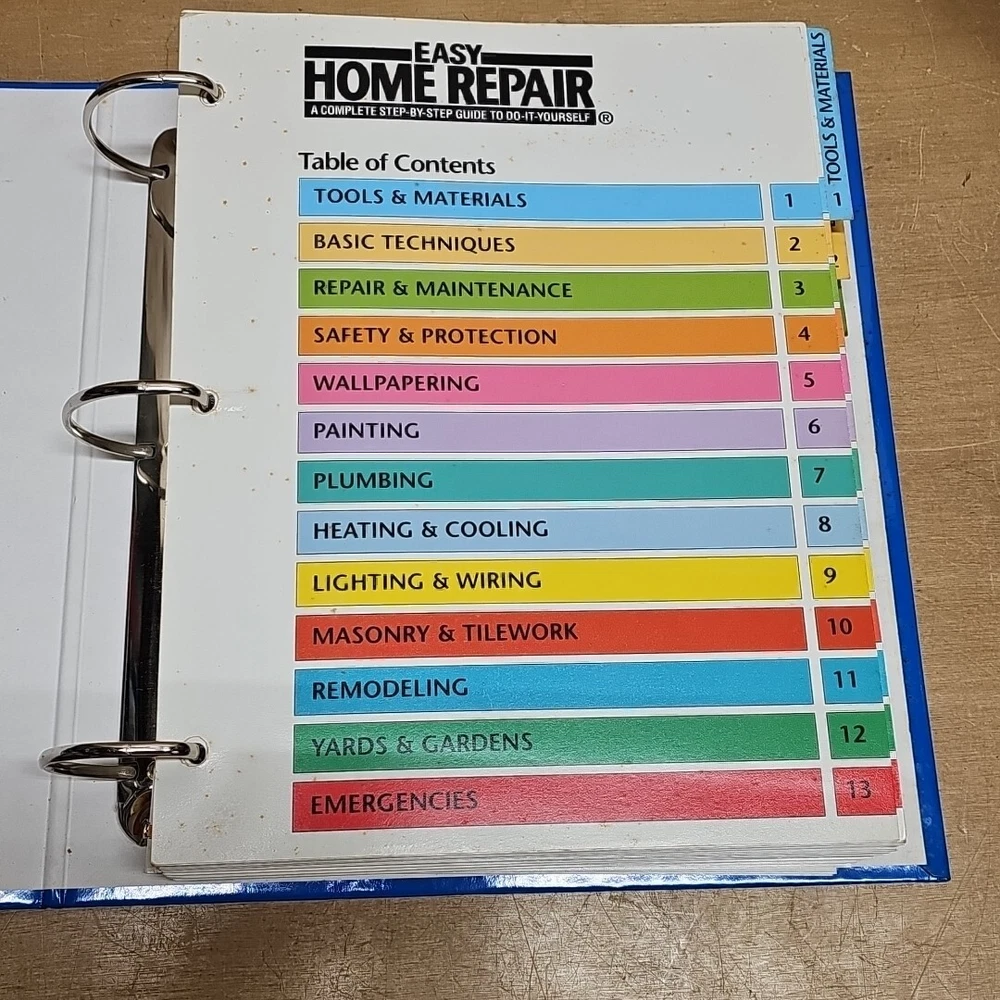 EASY
HOME REPAIR
A COMPLETE STEP-BY-STEP GUIDE TO DO-IT-YOURSELF ®
Table of Contents
TOOLS & MATERIALS 1
BASIC TECHNIQUES 2
REPAIR & MAINTENANCE 3
SAFETY & PROTECTION 4
WALLPAPERING 5
PAINTING 6
PLUMBING 7
HEATING & COOLING 8
LIGHTING & WIRING 9
MASONRY & TILEWORK 10
REMODELING 11
YARDS & GARDENS 12
EMERGENCIES 13
TOOLS & MATERIALS
1